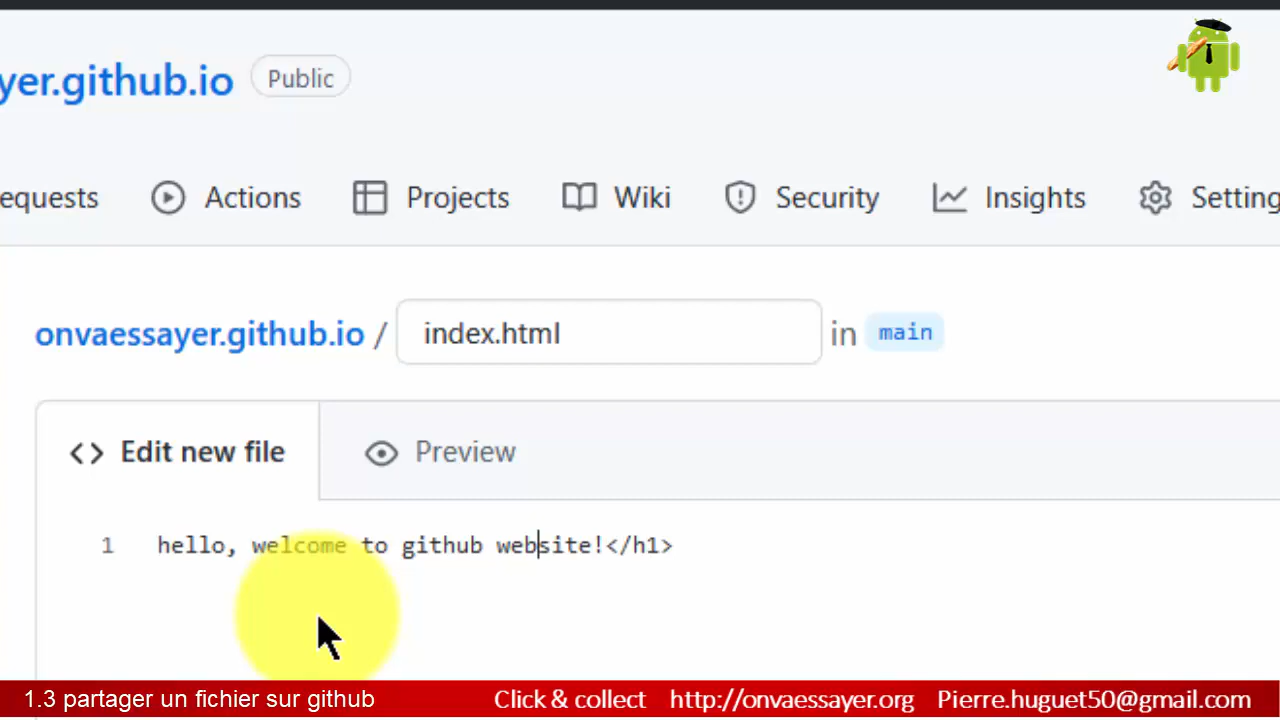 yer.github.io Public
equests Actions Projects Wiki Security Insights Setting
onvaessayer.github.io / index.html in main
<> Edit new file Preview
1 hello, welcome to github website!</h1>
1.3 partager un fichier sur github Click & collect http://onvaessayer.org Pierre.huguet50@gmail.com